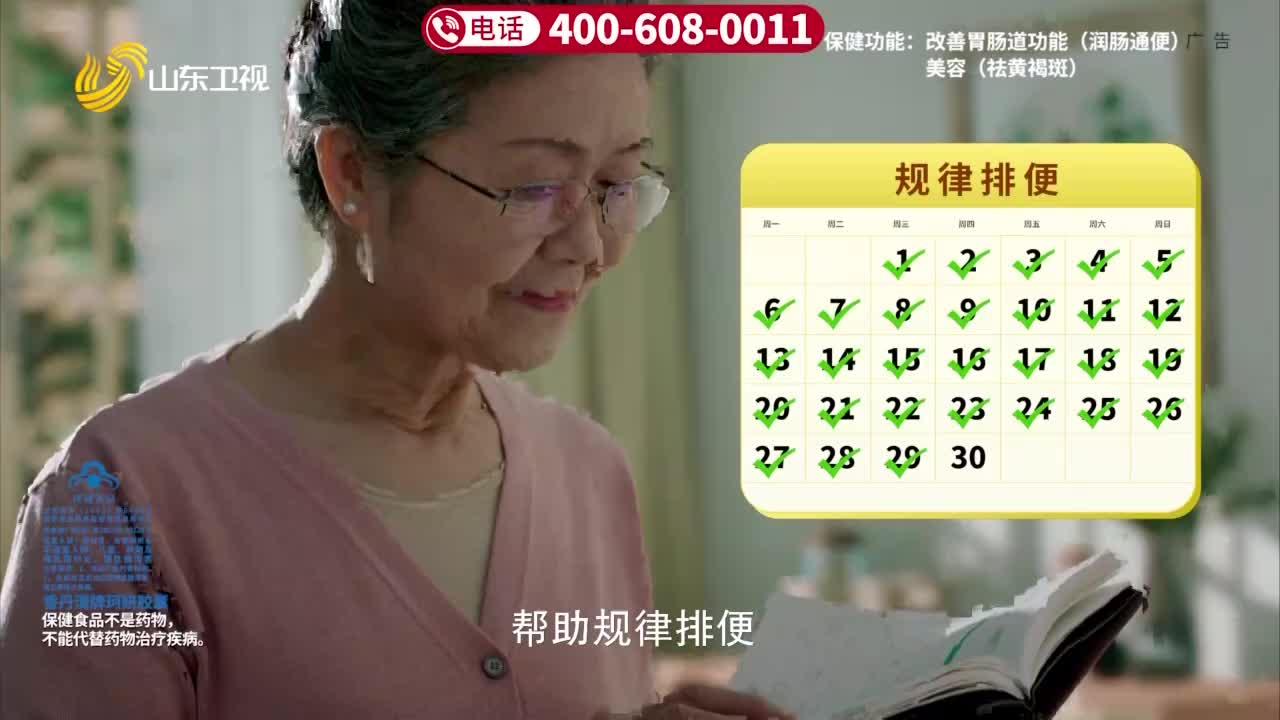 电话 400-608-0011
保健功能：改善胃肠道功能（润肠通便）
美容（祛黄褐斑）
广告
山东卫视
规律排便
周一 周二 周三 周四 周五 周六 周日
1 2 3 4 5
6 7 8 9 10 11 12
13 14 15 16 17 18 19
20 21 22 23 24 25 26
27 28 29 30
保健食品
保健食品不是药物，
不能代替药物治疗疾病。
帮助规律排便